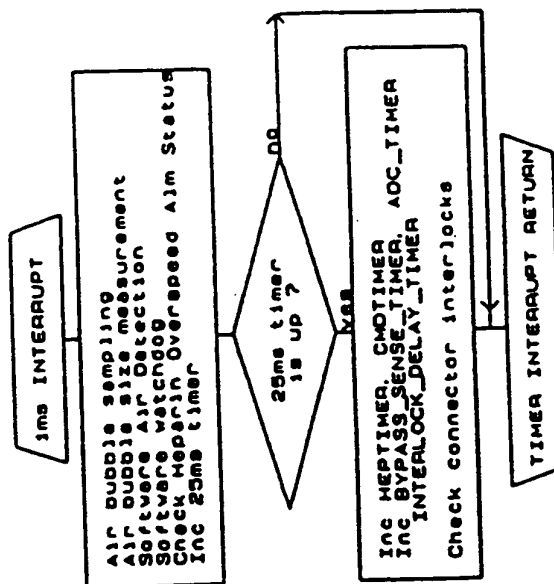 1ms INTERRUPT
Air bubble sampling
Air bubble size measurement
Software Air Detection
Software watchdog
Check Heparin Overspeed Alm Status
Inc 25ms timer
25ms timer
is up ?
no
yes
Inc HEPTIMER, CMDTIMER
Inc BYPASS_SENSE_TIMER, ADC_TIMER
INTERLOCK_DELAY_TIMER
Check connector interlocks
TIMER INTERRUPT RETURN